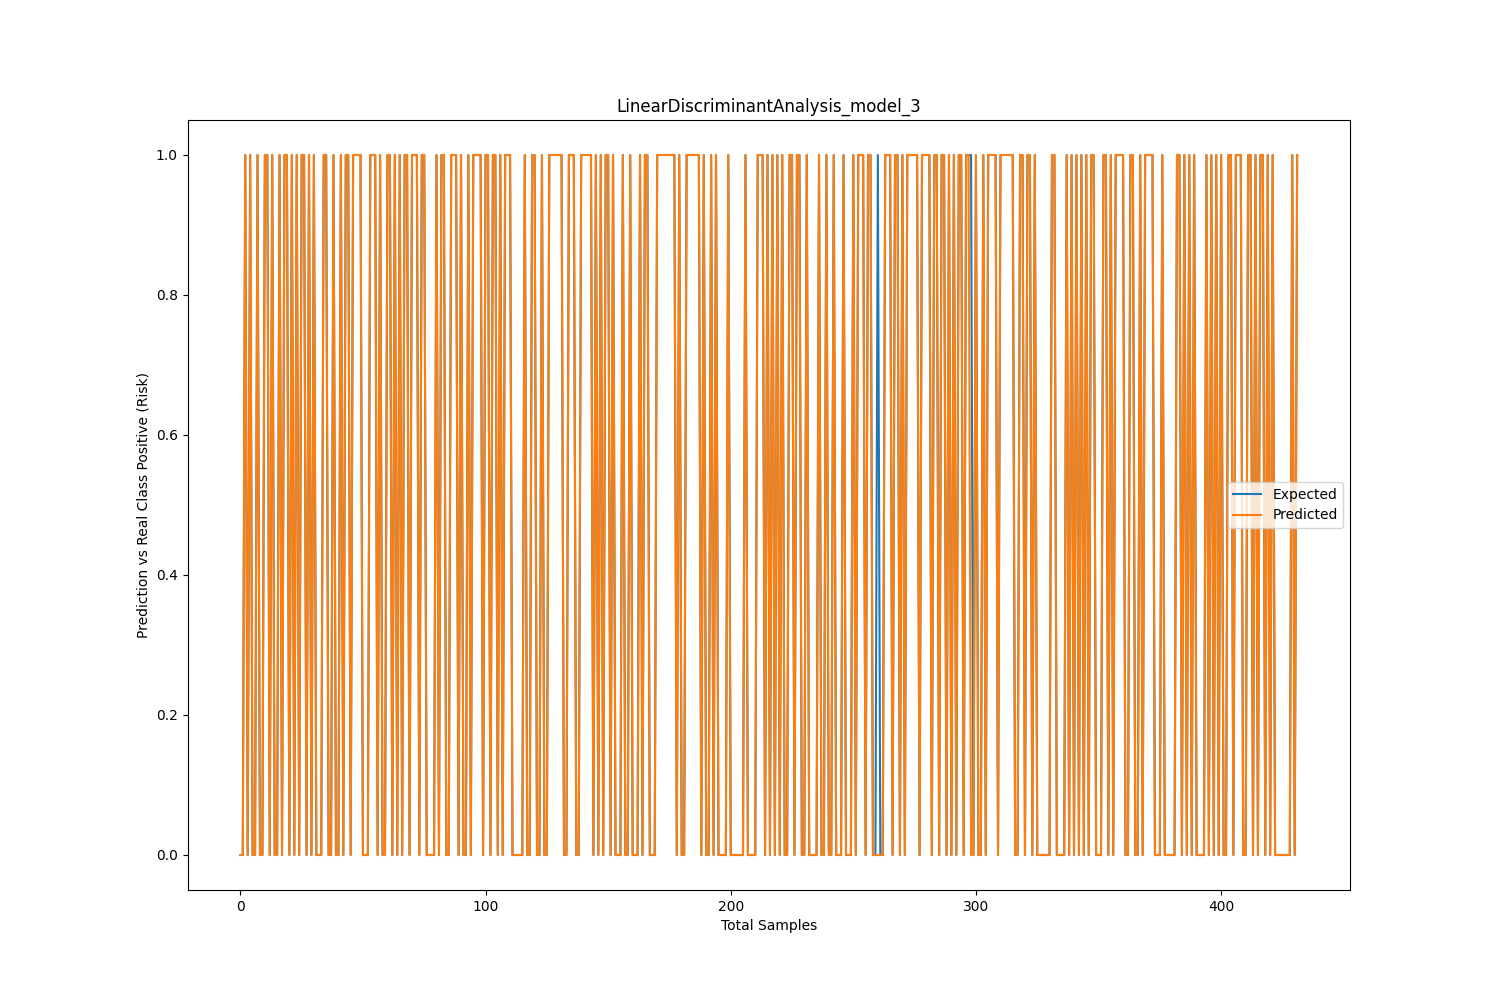 LinearDiscriminantAnalysis_model_3
1.0
0.8
0.6
0.4
0.2
0.0
Prediction vs Real Class Positive (Risk)
Expected
Predicted
0
100
200
300
400
Total Samples